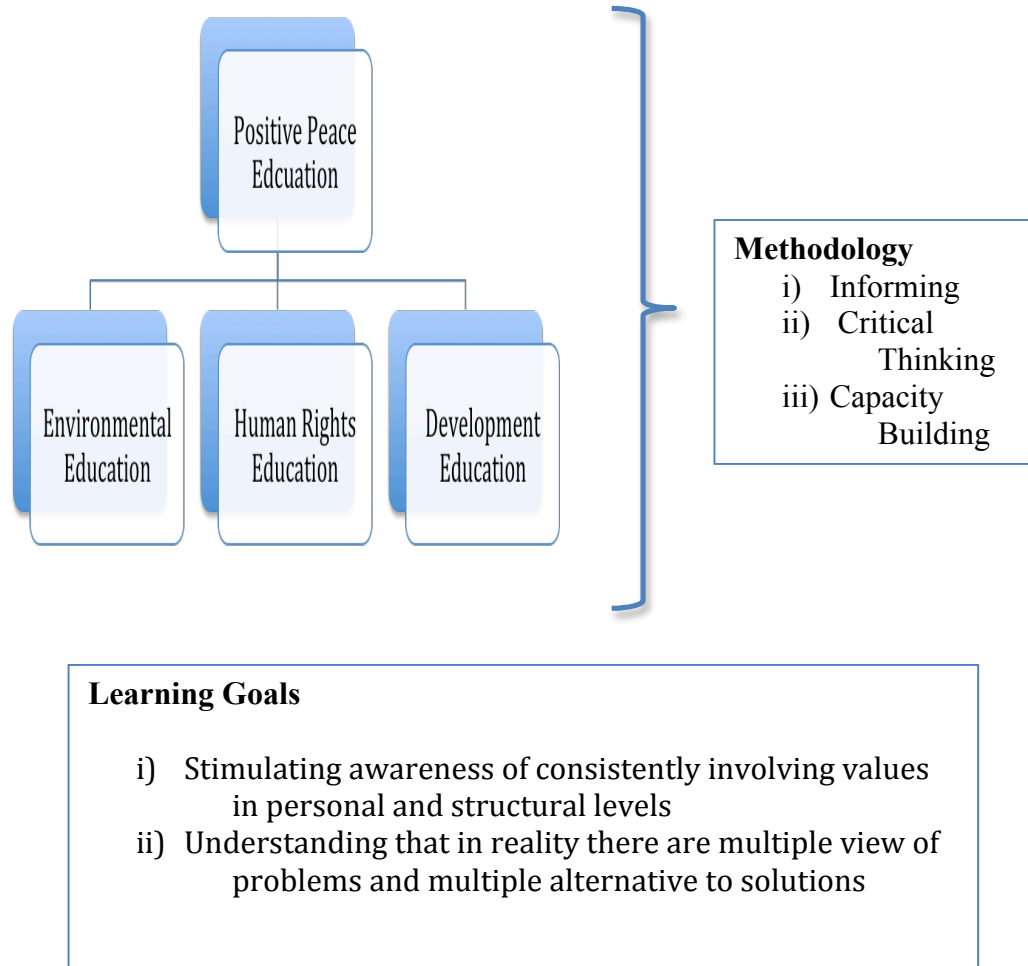 Positive Peace
Edcuation
Environmental
Education
Human Rights
Education
Development
Education
Methodology
i) Informing
ii) Critical
Thinking
iii) Capacity
Building
Learning Goals
i) Stimulating awareness of consistently involving values
in personal and structural levels
ii) Understanding that in reality there are multiple view of
problems and multiple alternative to solutions